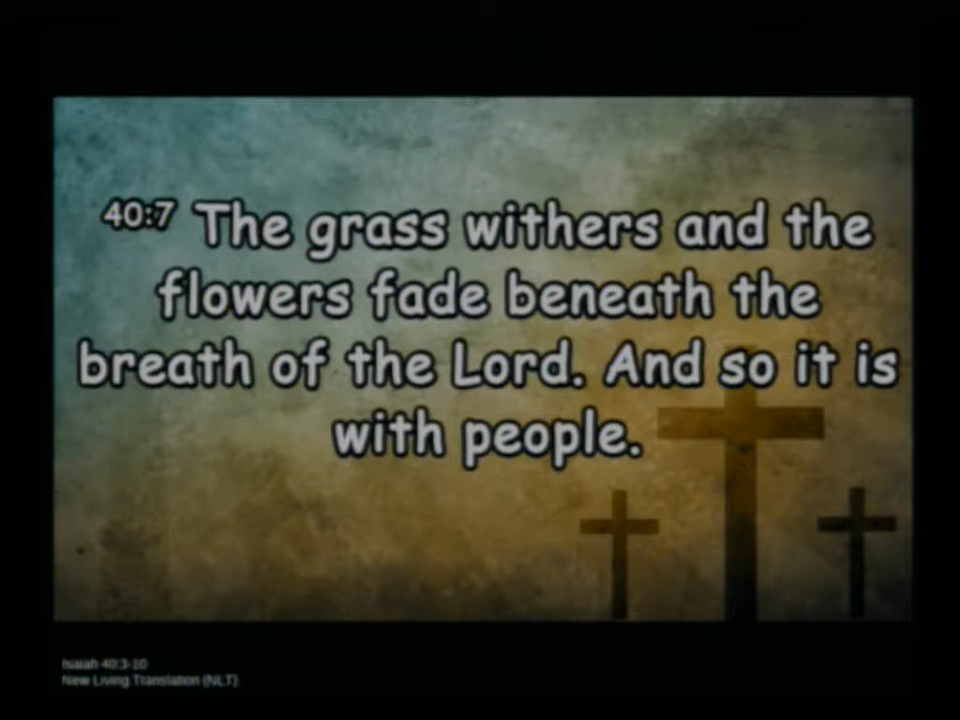 40:7 The grass withers and the
flowers fade beneath the
breath of the Lord. And so it is
with people.
Isaiah 40:3-10
New Living Translation (NLT)